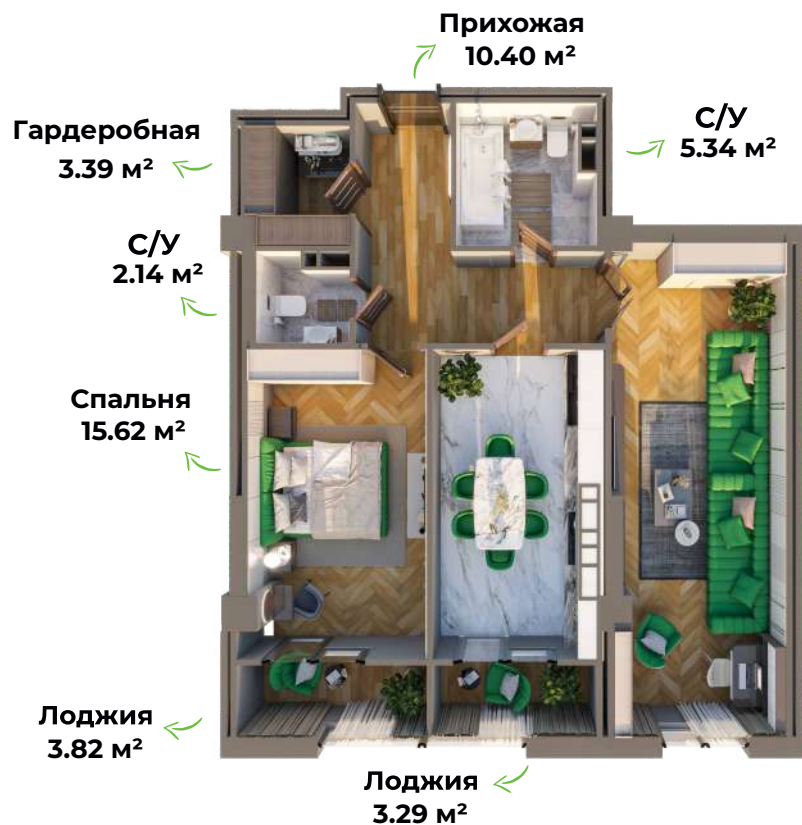 Прихожая
10.40 м²
Гардеробная
3.39 м²
С/У
5.34 м²
С/У
2.14 м²
Спальня
15.62 м²
Лоджия
3.82 м²
Лоджия
3.29 м²